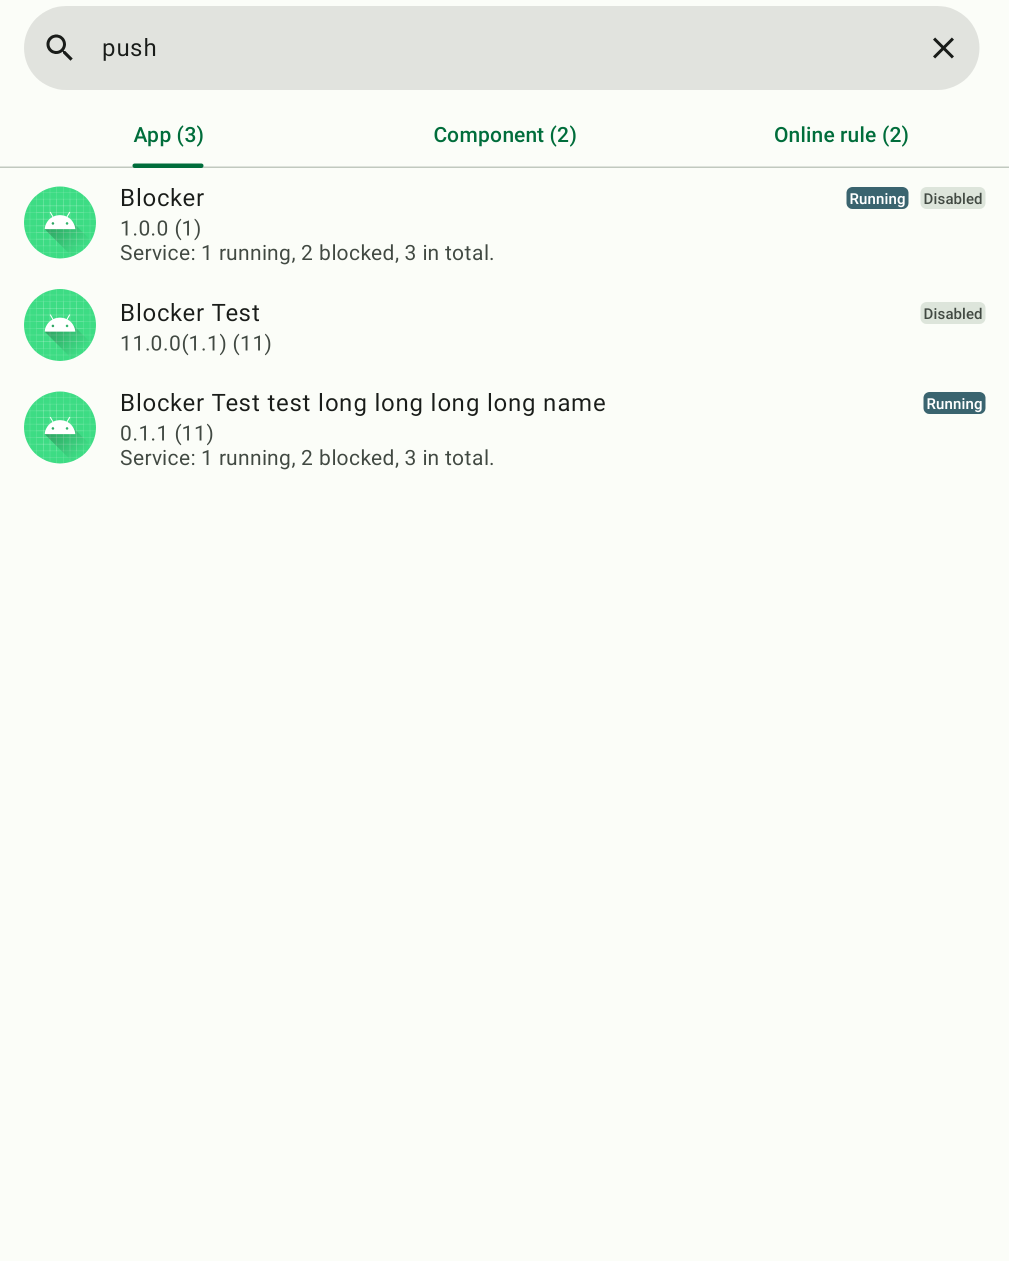 push
App (3)
Component (2)
Online rule (2)
Blocker
Running
Disabled
1.0.0 (1)
Service: 1 running, 2 blocked, 3 in total.
Blocker Test
Disabled
11.0.0(1.1) (11)
Blocker Test test long long long long name
Running
0.1.1 (11)
Service: 1 running, 2 blocked, 3 in total.